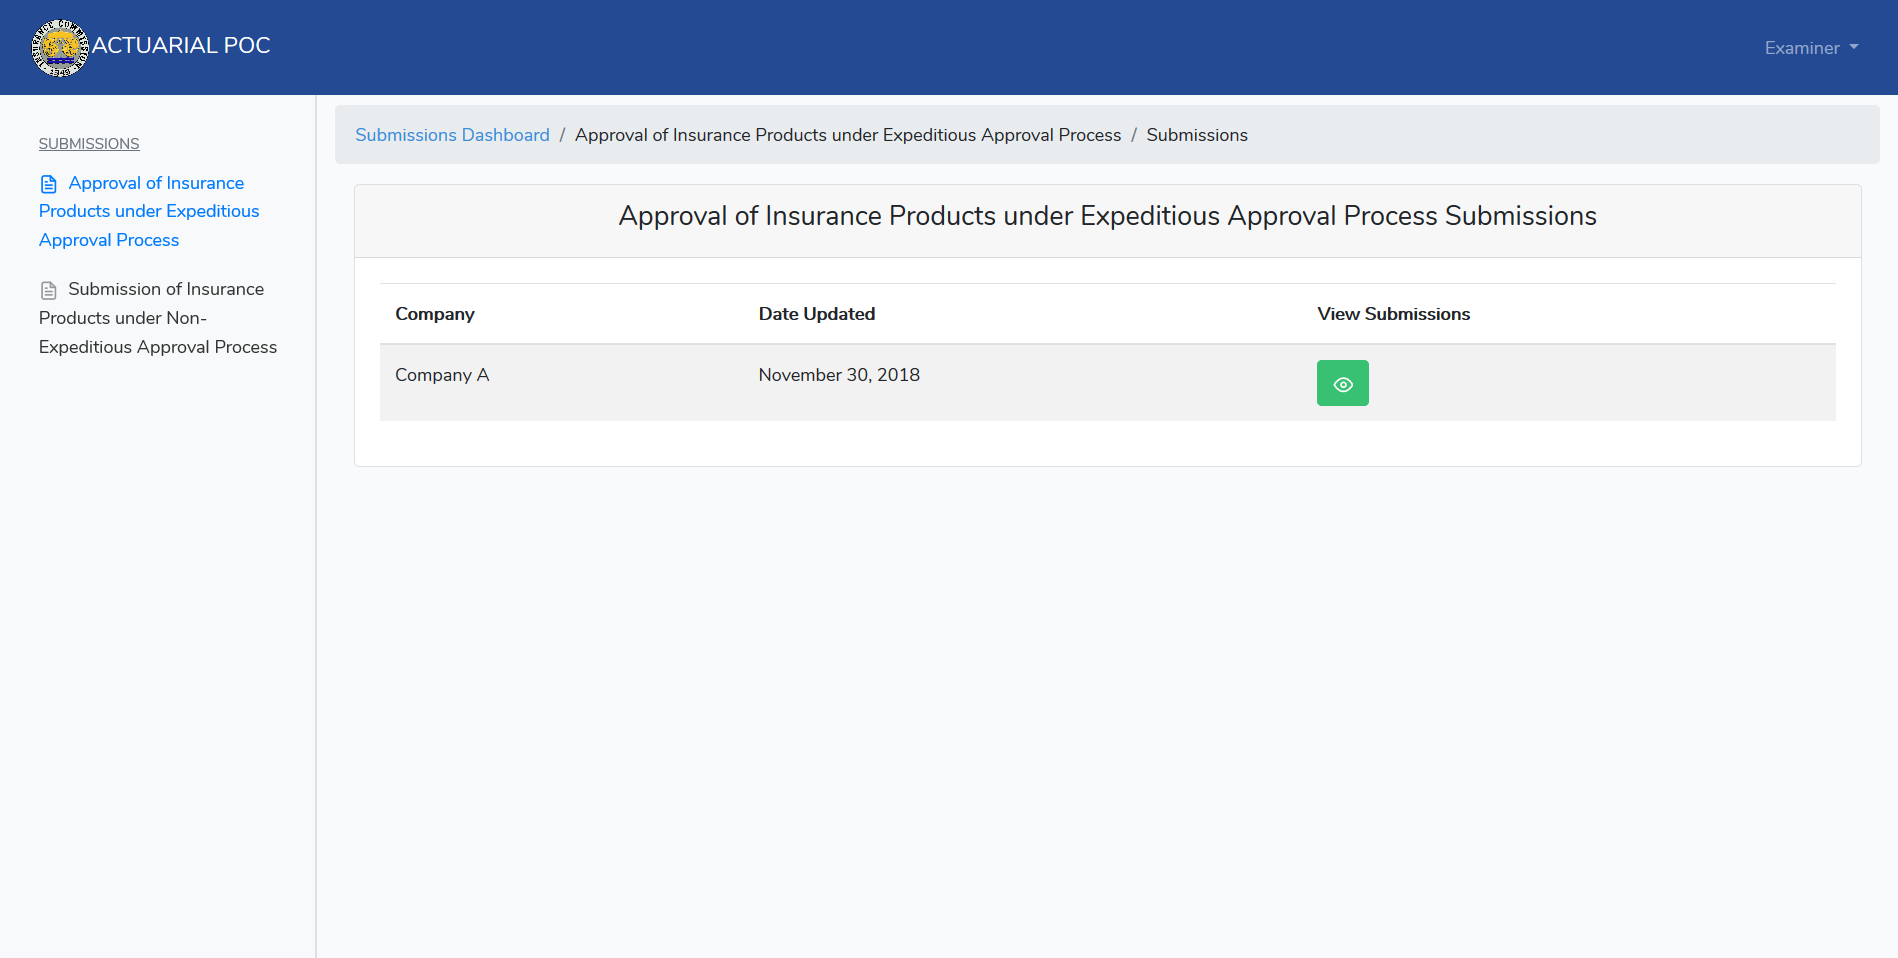 ACTUARIAL POC
Examiner
SUBMISSIONS
Approval of Insurance
Products under Expeditious
Approval Process
Submission of Insurance
Products under Non-
Expeditious Approval Process
Submissions Dashboard / Approval of Insurance Products under Expeditious Approval Process / Submissions
Approval of Insurance Products under Expeditious Approval Process Submissions
Company Date Updated View Submissions
Company A November 30, 2018